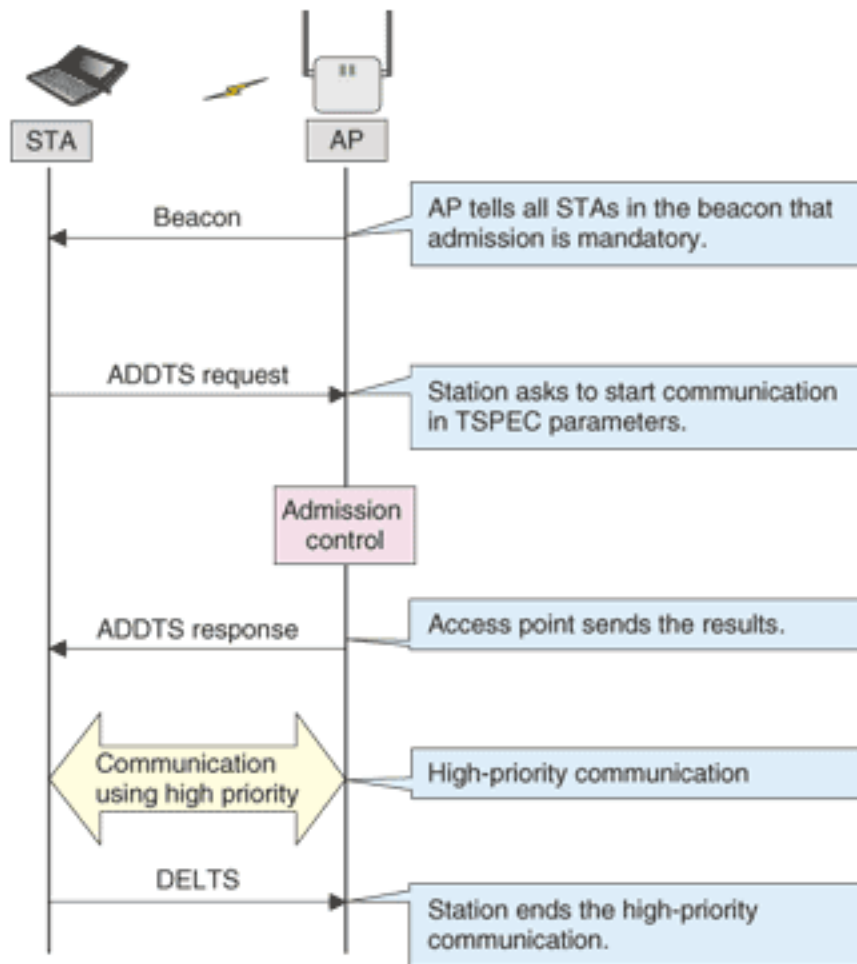 STA
AP
Beacon
AP tells all STAs in the beacon that
admission is mandatory.
ADDTS request
Station asks to start communication
in TSPEC parameters.
Admission
control
ADDTS response
Access point sends the results.
Communication
using high priority
High-priority communication
DELTS
Station ends the high-priority
communication.